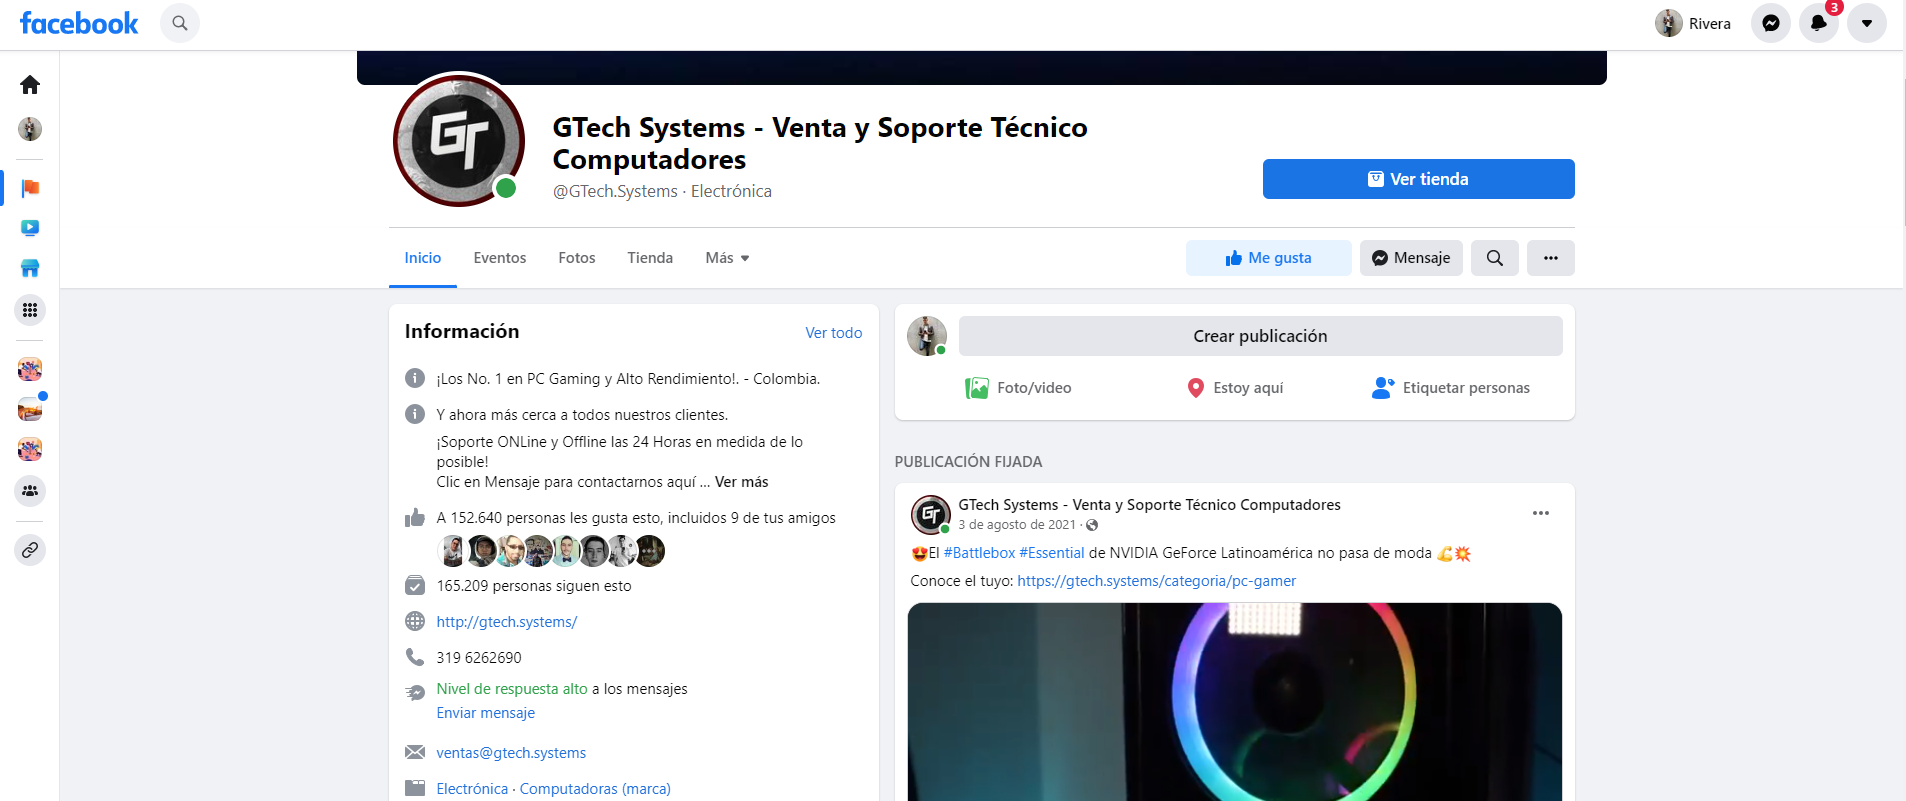 facebook
Rivera
3
GT
GTech Systems - Venta y Soporte Técnico
Computadores
@GTech.Systems · Electrónica
Ver tienda
Inicio
Eventos
Fotos
Tienda
Más
Me gusta
Mensaje
Información
Ver todo
¡Los No. 1 en PC Gaming y Alto Rendimiento!. - Colombia.
Y ahora más cerca a todos nuestros clientes.
¡Soporte ONLine y Offline las 24 Horas en medida de lo
posible!
Clic en Mensaje para contactarnos aquí ... Ver más
A 152.640 personas les gusta esto, incluidos 9 de tus amigos
165.209 personas siguen esto
http://gtech.systems/
319 6262690
Nivel de respuesta alto a los mensajes
Enviar mensaje
ventas@gtech.systems
Electrónica · Computadoras (marca)
Crear publicación
Foto/video
Estoy aquí
Etiquetar personas
PUBLICACIÓN FIJADA
GT
GTech Systems - Venta y Soporte Técnico Computadores
3 de agosto de 2021 ·
😍El #Battlebox #Essential de NVIDIA GeForce Latinoamérica no pasa de moda 💪💥
Conoce el tuyo: https://gtech.systems/categoria/pc-gamer